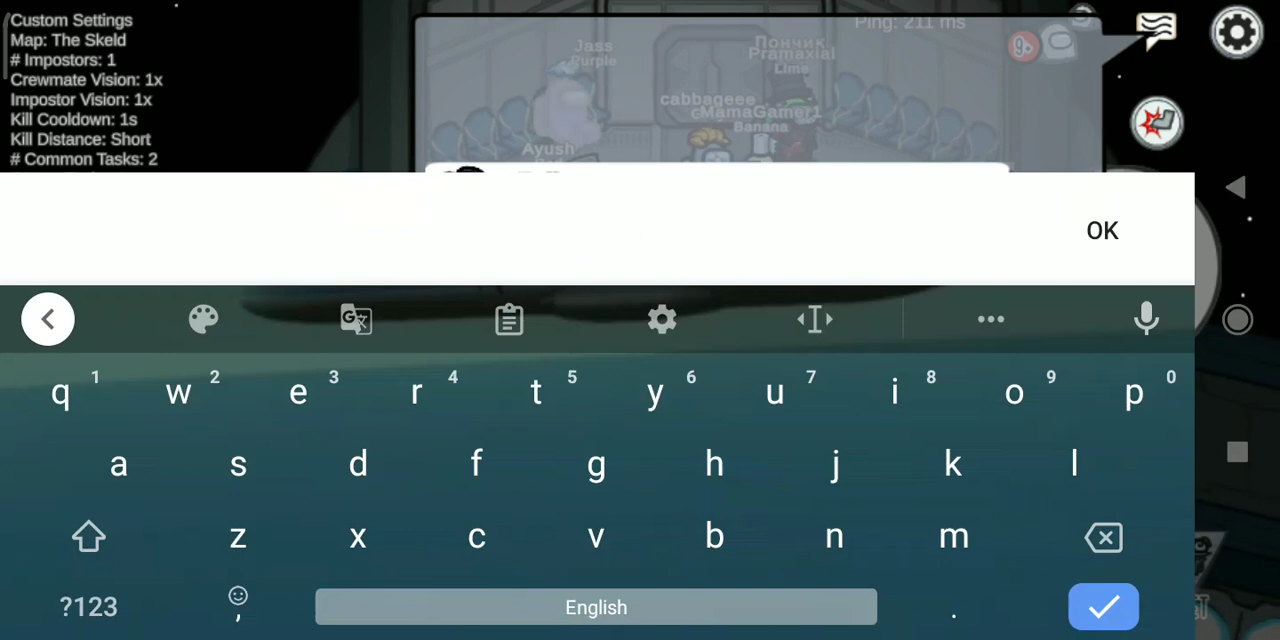 Custom Settings
Map: The Skeld
# Impostors: 1
Crewmate Vision: 1x
Impostor Vision: 1x
Kill Cooldown: 1s
Kill Distance: Short
# Common Tasks: 2
Ping: 211 ms
9+
Jass
Purple
Пончик
Pramaxial
Lime
cabbageee
MamaGamer1
Banana
Ayush
OK
q 1 w 2 e 3 r 4 t 5 y 6 u 7 i 8 o 9 p 0
a s d f g h j k l
z x c v b n m
?123 , English .